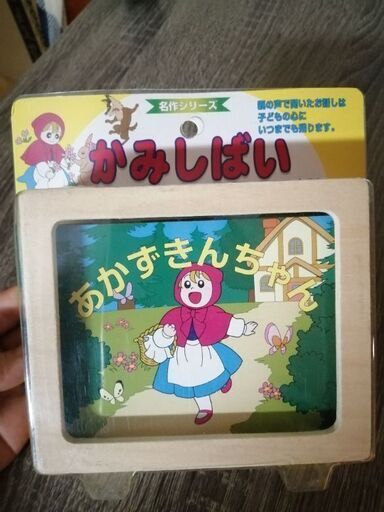 名作シリーズ
親の声で聞いたお話しは
子どもの心に
いつまでも残ります。
かみしばい
あかずきんちゃん